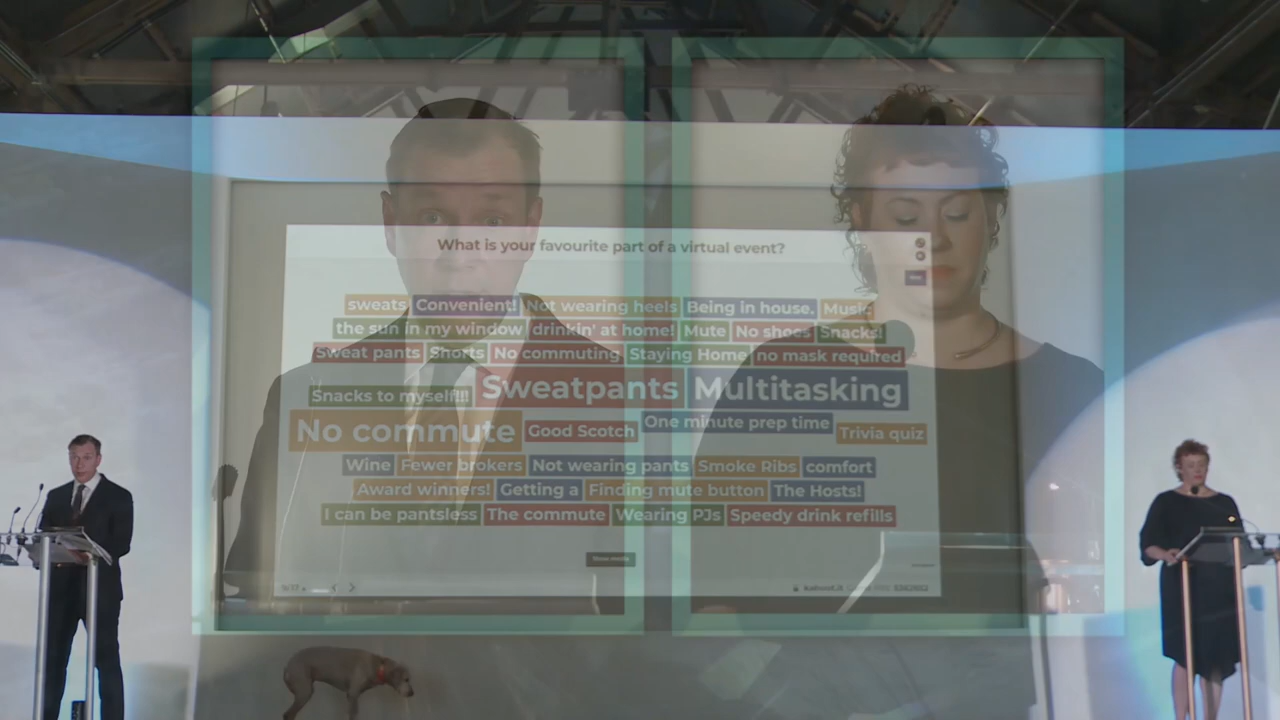 What is your favourite part of a virtual event?
sweats Convenient! Not wearing heels Being in house. Music
the sun in my window drinkin' at home! Mute No shoes Snacks!
Sweat pants Shorts No commuting Staying Home no mask required
Snacks to myself!!! Sweatpants Multitasking
No commute Good Scotch One minute prep time Trivia quiz
Wine Fewer brokers Not wearing pants Smoke Ribs comfort
Award winners! Getting a Finding mute button The Hosts!
I can be pantsless The commute Wearing PJs Speedy drink refills
Show more
kahoot.it